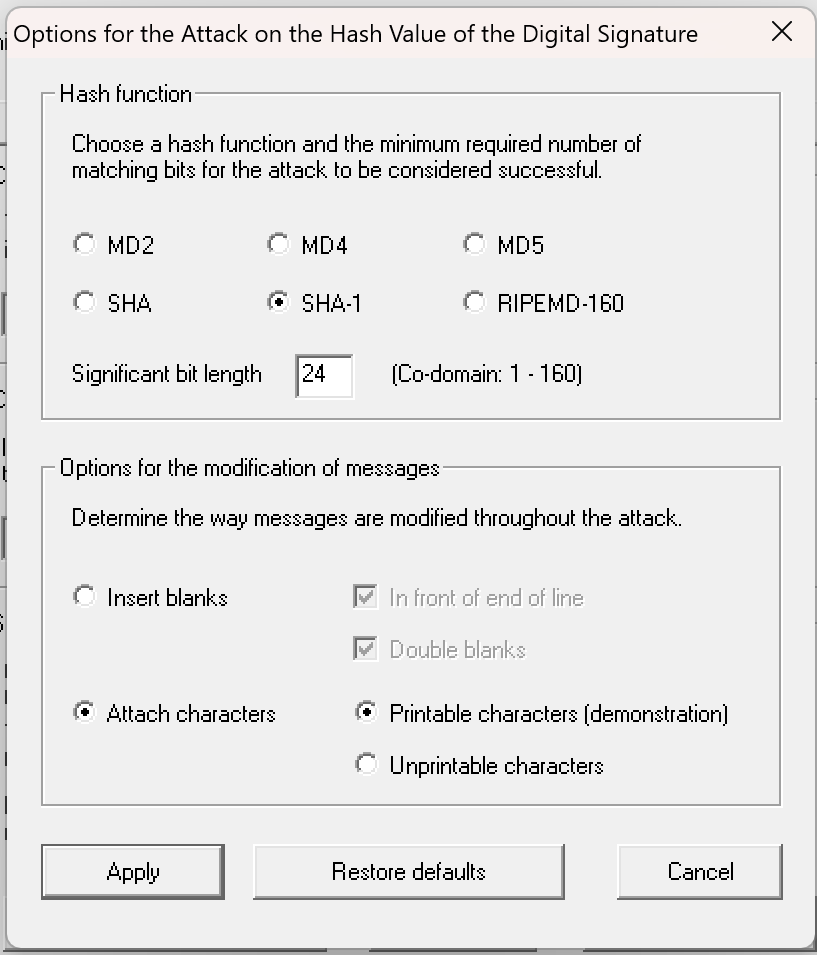 Options for the Attack on the Hash Value of the Digital Signature
Hash function
Choose a hash function and the minimum required number of
matching bits for the attack to be considered successful.
MD2 MD4 MD5
SHA SHA-1 RIPEMD-160
Significant bit length 24 (Co-domain: 1 - 160)
Options for the modification of messages
Determine the way messages are modified throughout the attack.
Insert blanks In front of end of line
Double blanks
Attach characters Printable characters (demonstration)
Unprintable characters
Apply Restore defaults Cancel